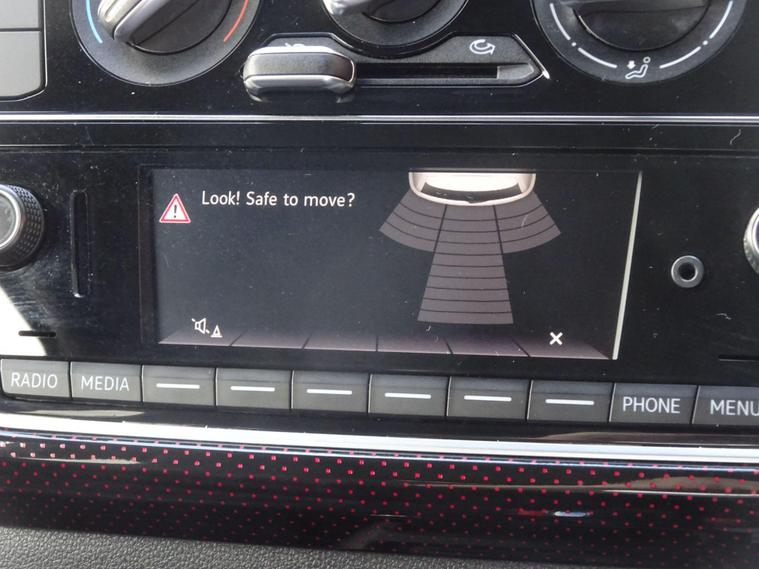 Look! Safe to move?
RADIO
MEDIA
PHONE
MENU